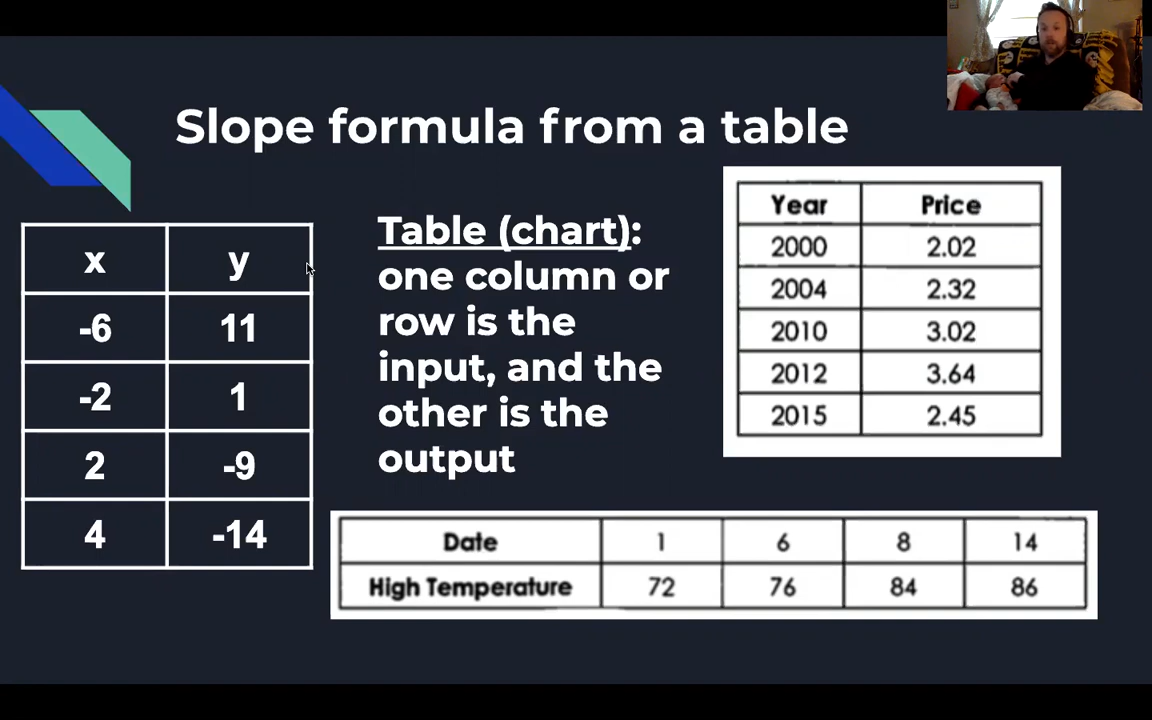 Slope formula from a table
x y
-6 11
-2 1
2 -9
4 -14
Table (chart):
one column or
row is the
input, and the
other is the
output
Year Price
2000 2.02
2004 2.32
2010 3.02
2012 3.64
2015 2.45
Date 1 6 8 14
High Temperature 72 76 84 86